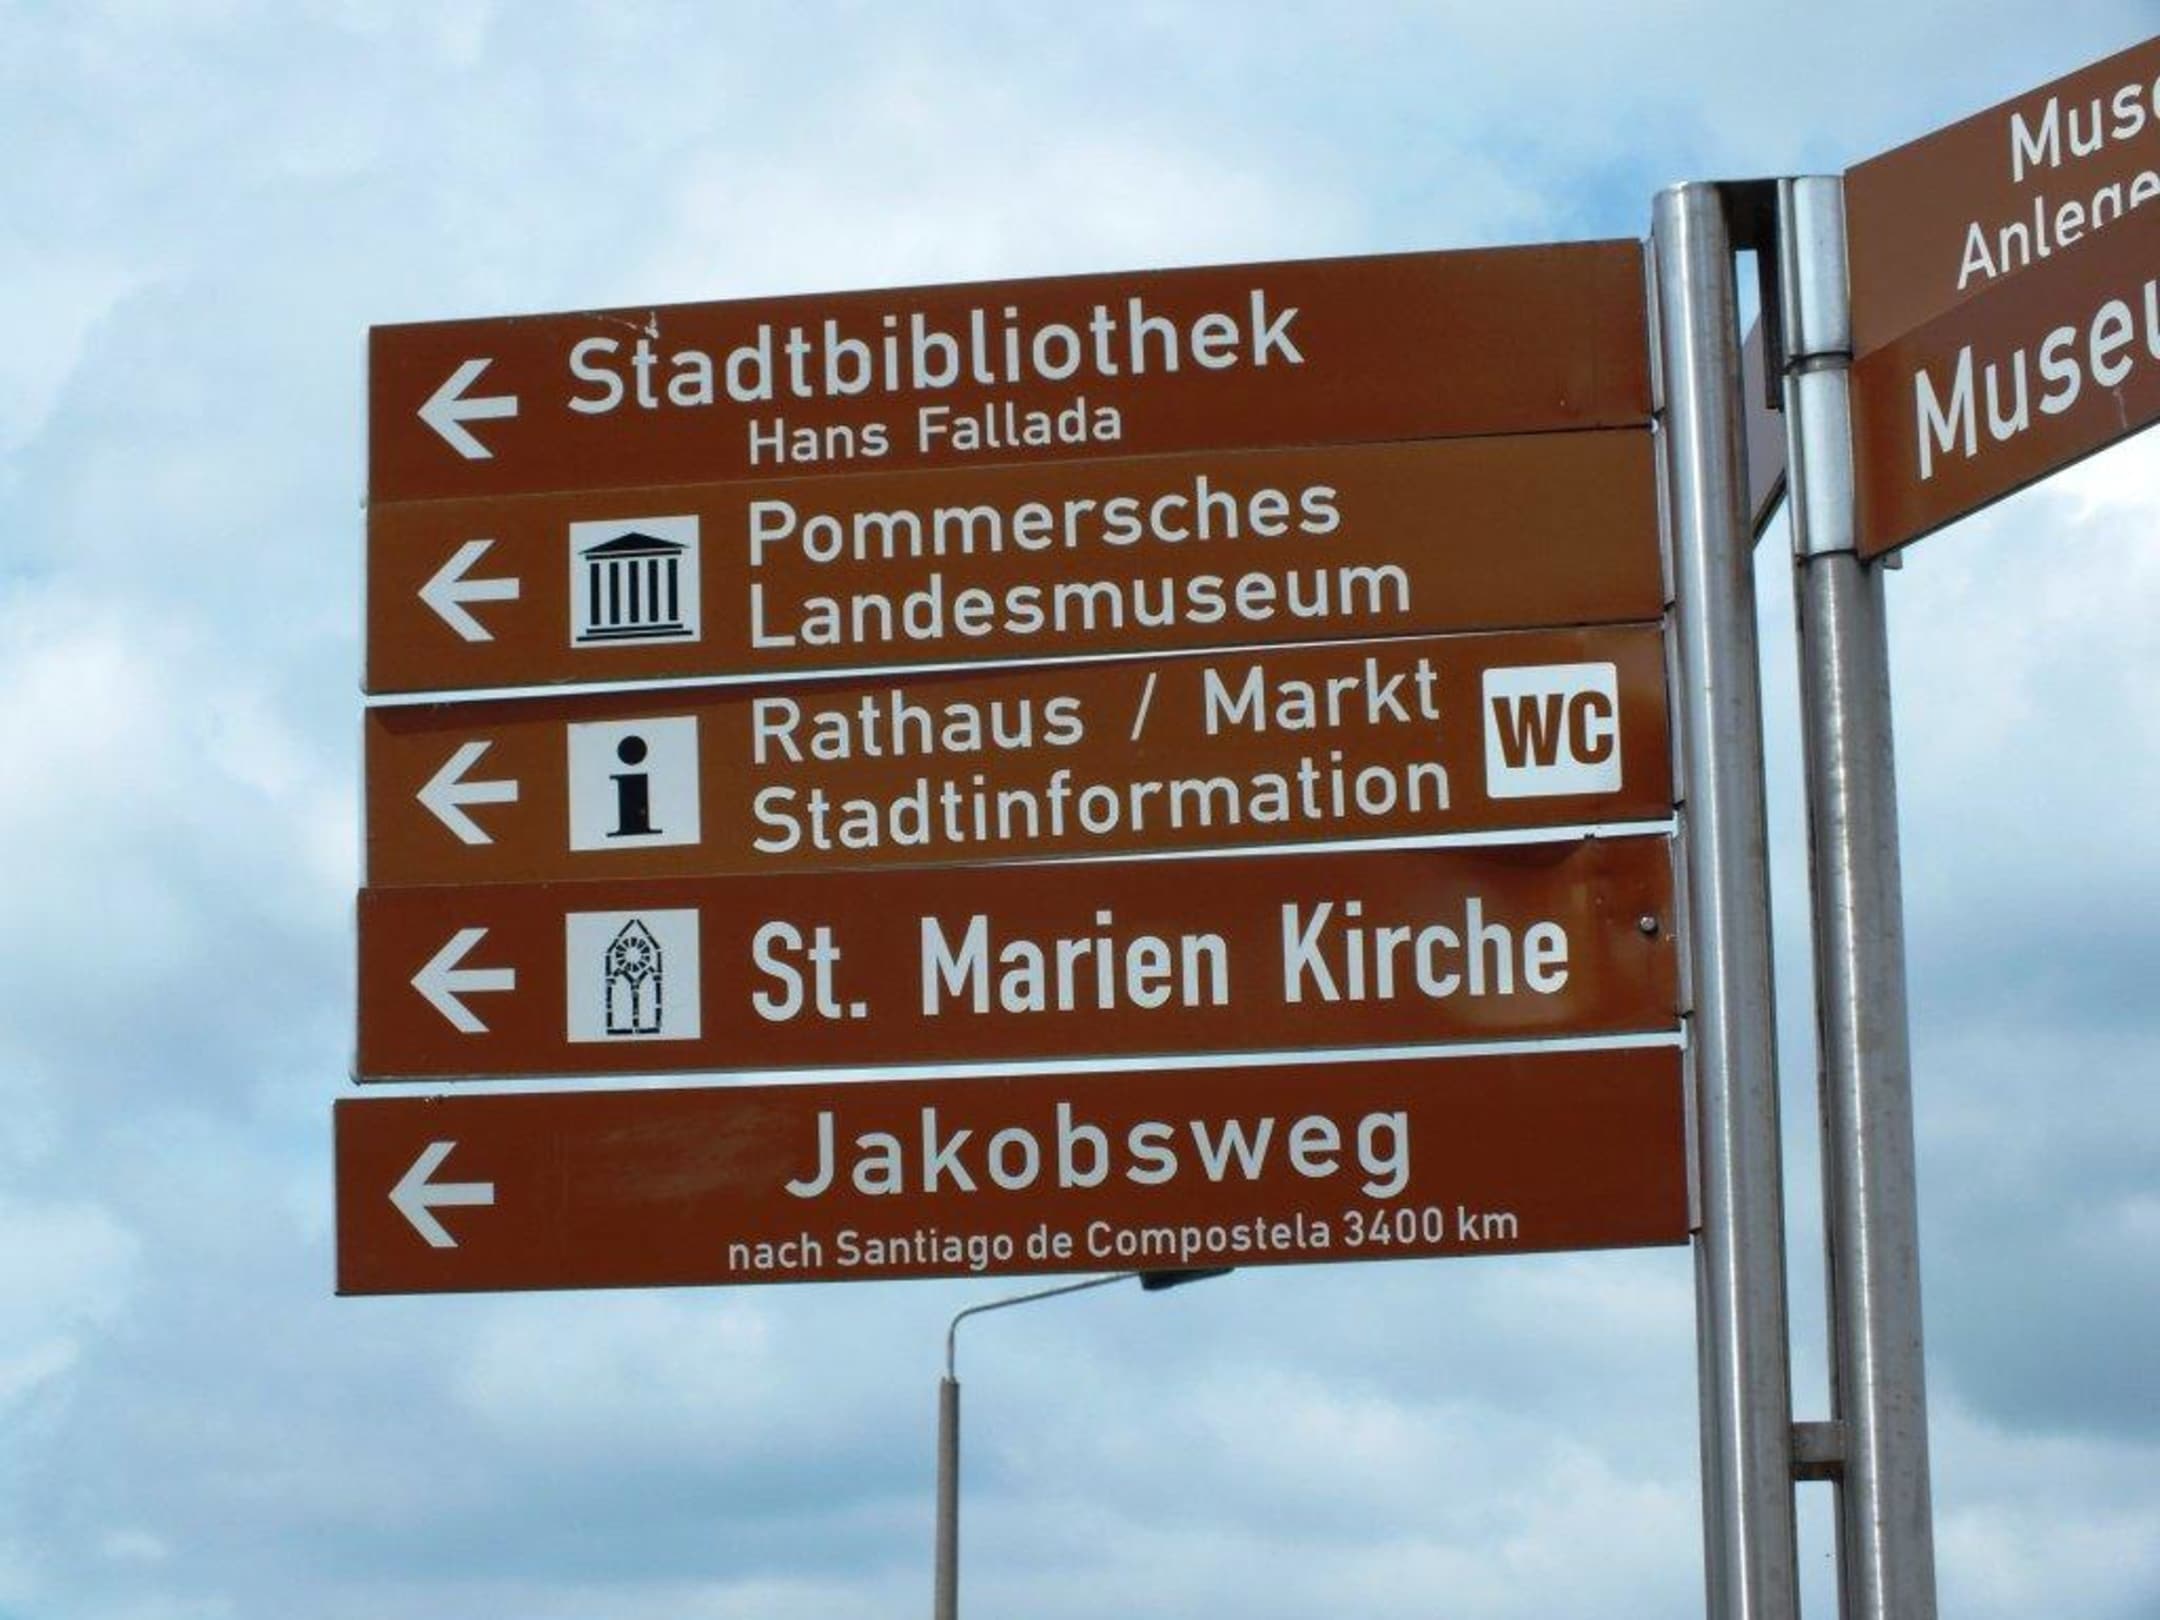 Stadtbibliothek
Hans Fallada
Pommersches
Landesmuseum
i
Rathaus / Markt
Stadtinformation
WC
St. Marien Kirche
Jakobsweg
nach Santiago de Compostela 3400 km